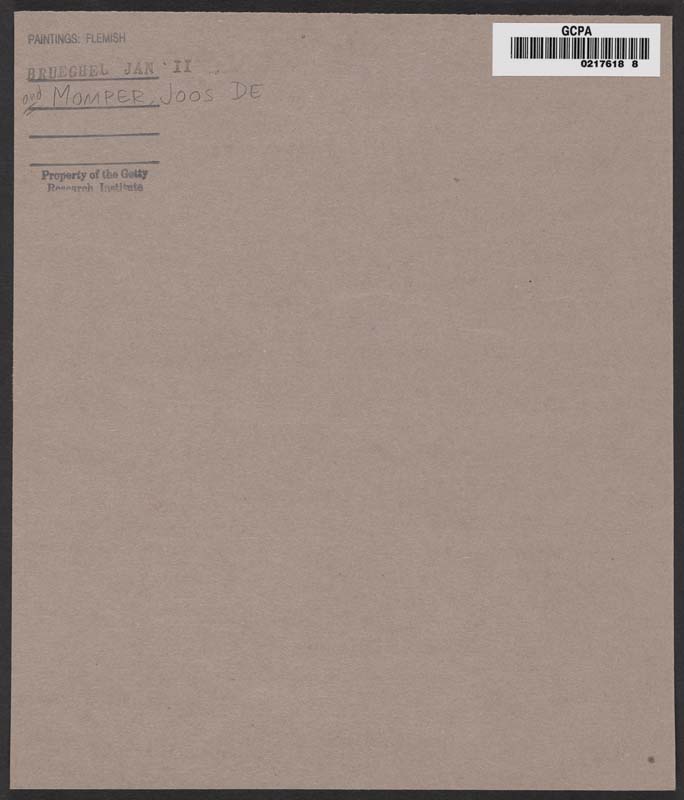 PAINTINGS: FLEMISH
GCPA
0217618 8
BRUEGHEL JAN II
and MOMPER, JOOS DE
Property of the Getty
Research Institute